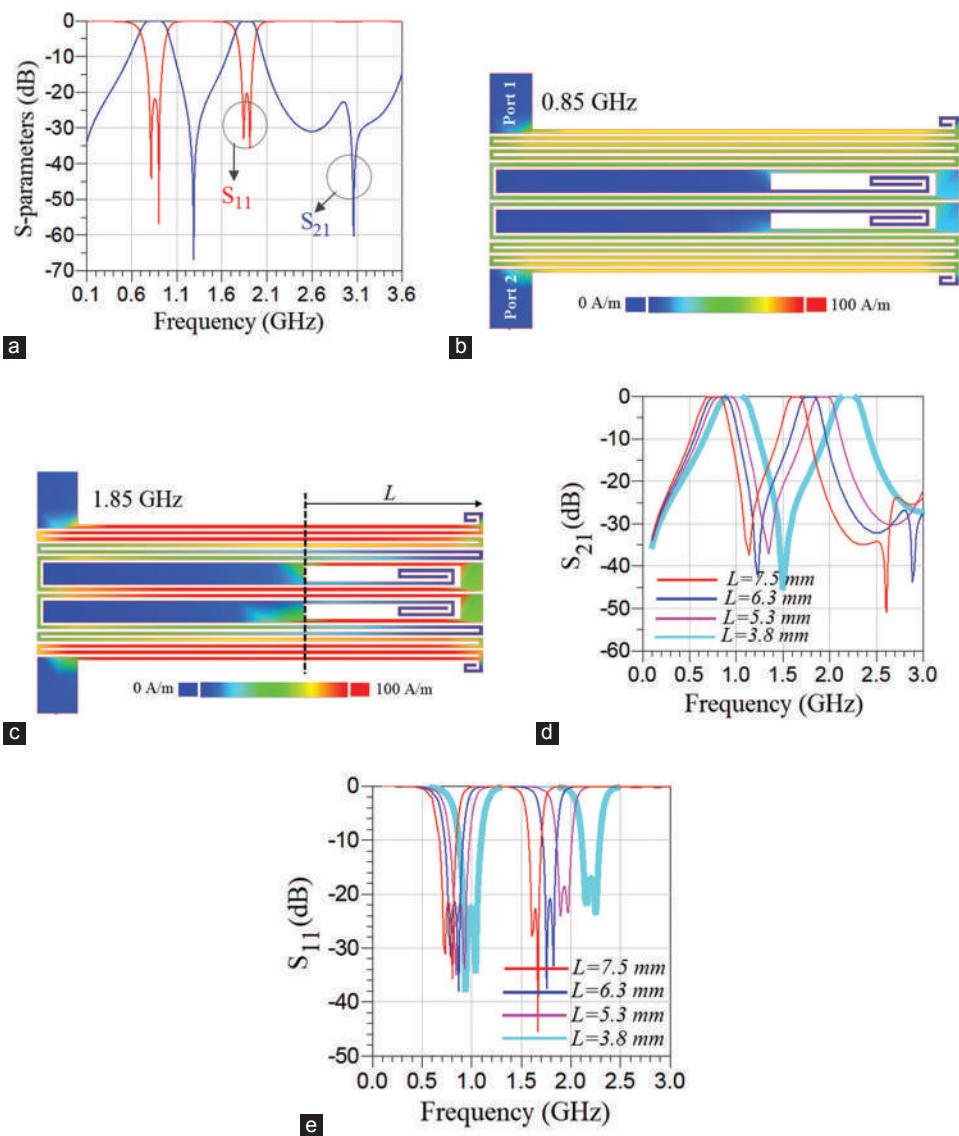 S-parameters (dB)
0
-10
-20
-30
-40
-50
-60
-70
S11
S21
0.1 0.6 1.1 1.6 2.1 2.6 3.1 3.6
Frequency (GHz)
a
Port 1
0.85 GHz
Port 2
0 A/m 100 A/m
b
1.85 GHz
L
0 A/m 100 A/m
c
S21 (dB)
0
-10
-20
-30
-40
-50
-60
L=7.5 mm
L=6.3 mm
L=5.3 mm
L=3.8 mm
0.0 0.5 1.0 1.5 2.0 2.5 3.0
Frequency (GHz)
d
S11 (dB)
0
-10
-20
-30
-40
-50
L=7.5 mm
L=6.3 mm
L=5.3 mm
L=3.8 mm
0.0 0.5 1.0 1.5 2.0 2.5 3.0
Frequency (GHz)
e